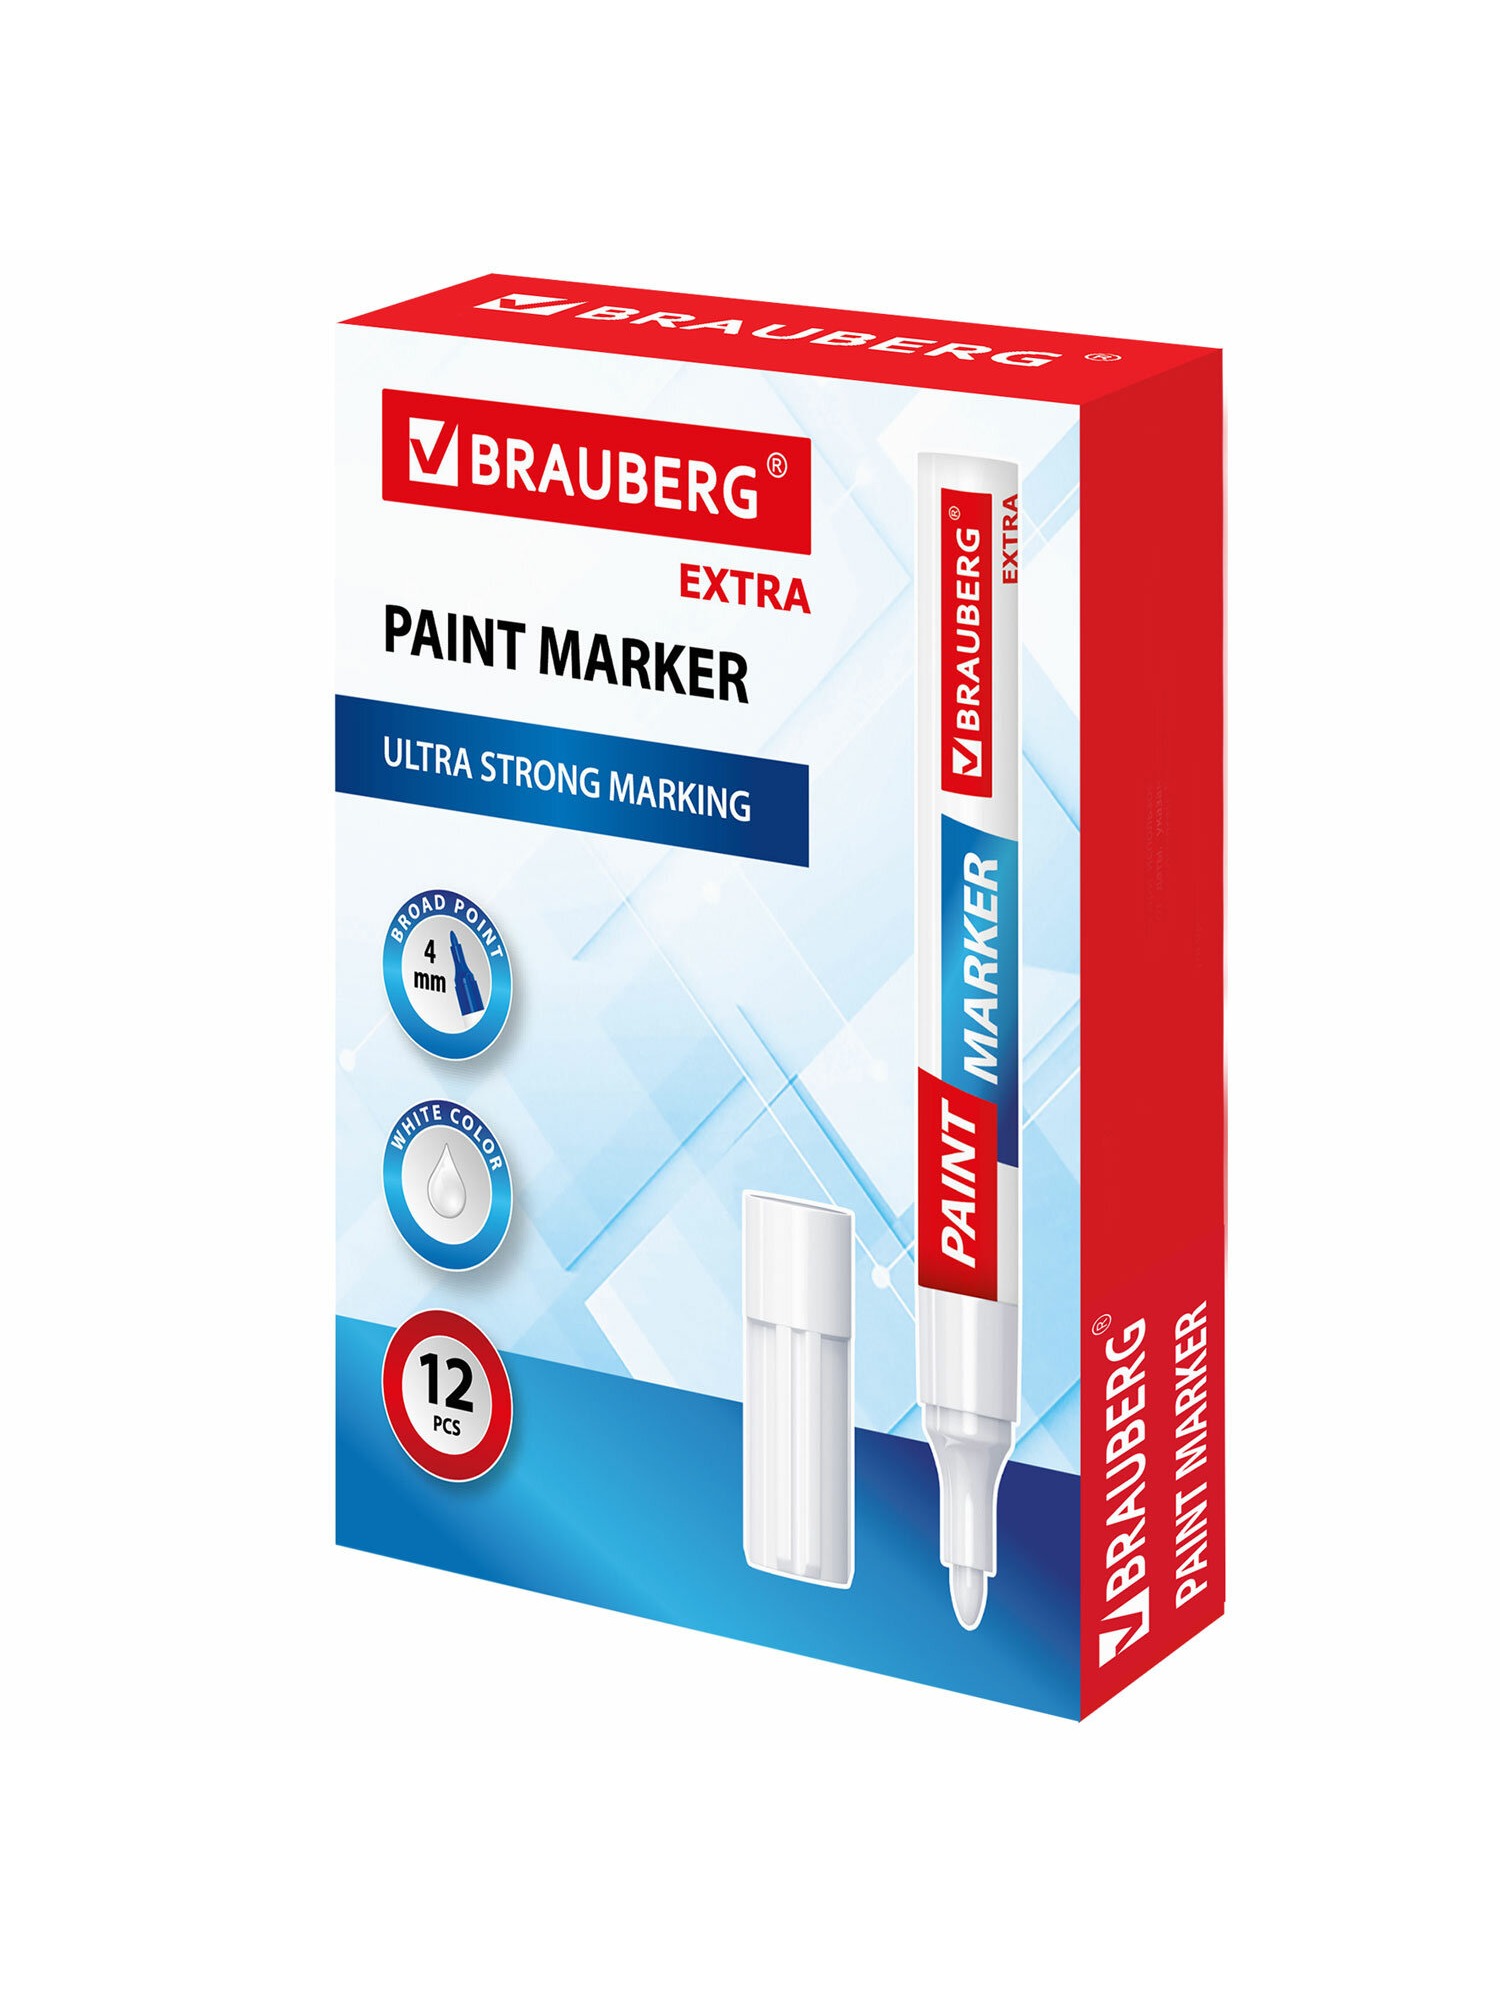 BRAUBERG ®
BRAUBERG ®
EXTRA
PAINT MARKER
ULTRA STRONG MARKING
BROAD POINT
4
mm
WHITE COLOR
12
PCS
BRAUBERG ®
EXTRA
PAINT MARKER
BRAUBERG ®
PAINT MARKER